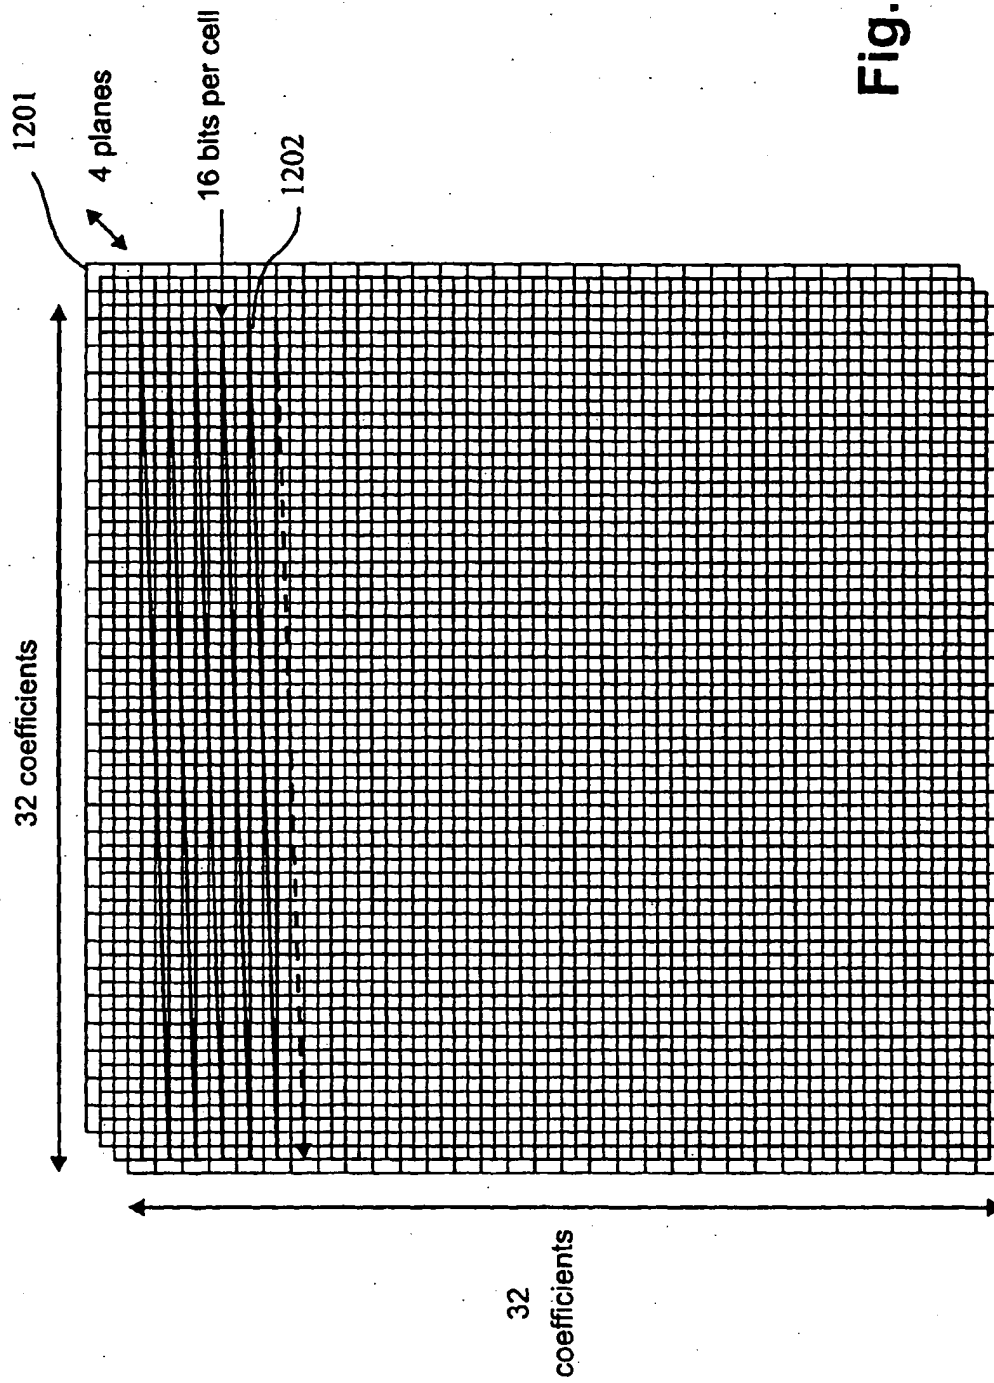 1201
4 planes
16 bits per cell
1202
32 coefficients
32
coefficients
Fig.